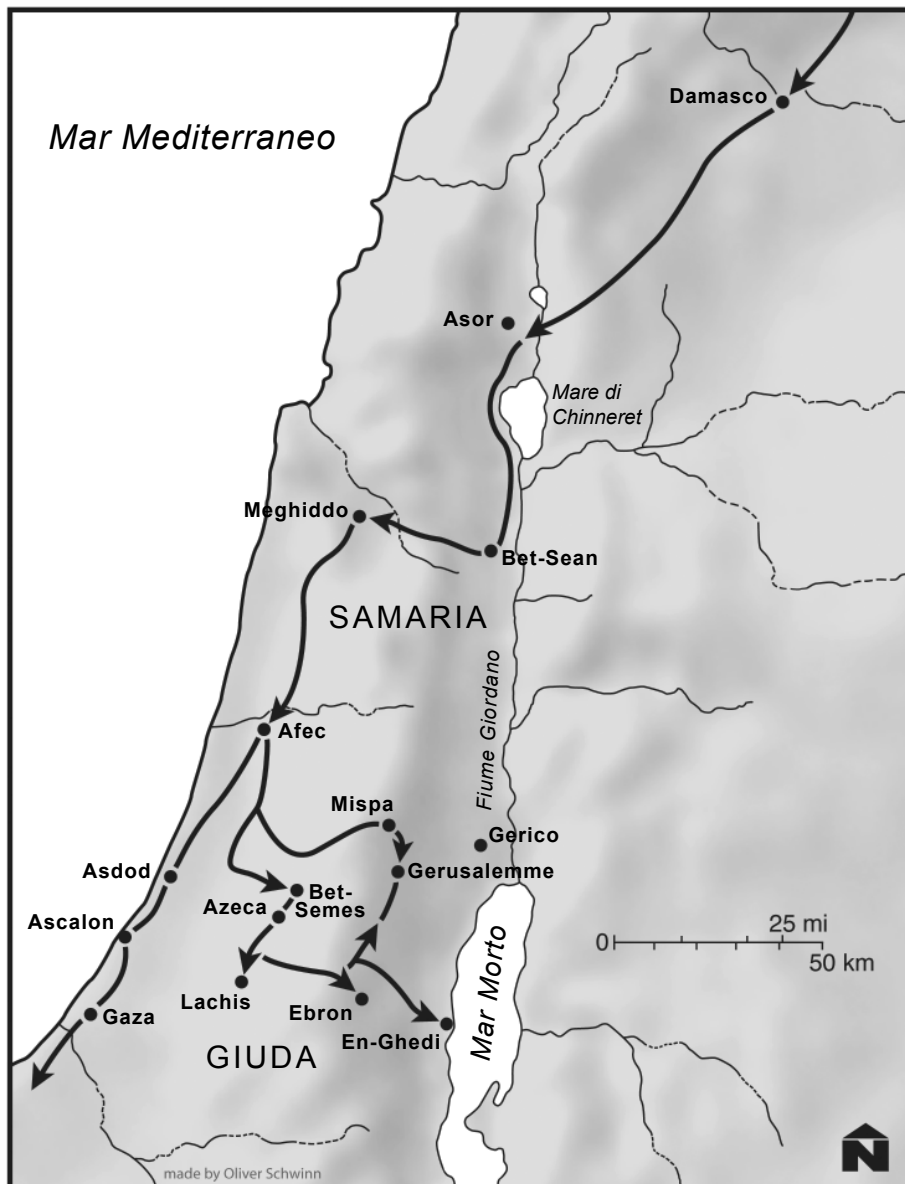 Damasco
Mar Mediterraneo
Asor
Mare di
Chinneret
Meghiddo
Bet-Sean
SAMARIA
Fiume Giordano
Afec
Mispa
Gerico
Gerusalemme
Asdod
Bet-
Semes
Azeca
Ascalon
25 mi
0
50 km
Lachis
Ebron
Gaza
En-Ghedi
Mar Morto
GIUDA
N
made by Oliver Schwinn